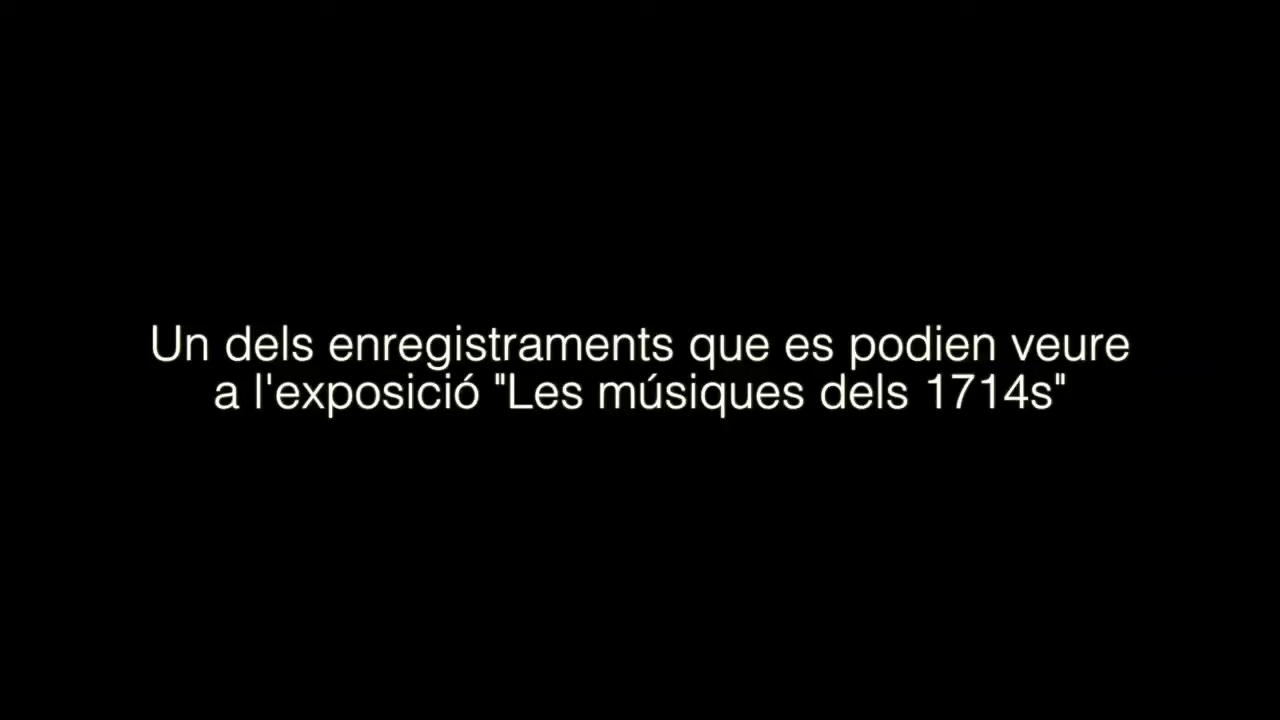 Un dels enregistraments que es podien veure
a l'exposició "Les músiques dels 1714s"